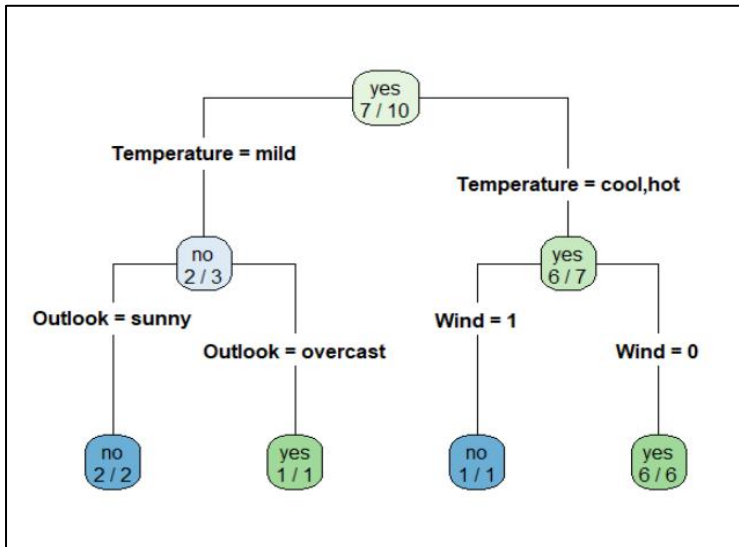 yes
7 / 10
Temperature = mild
Temperature = cool,hot
no
2 / 3
yes
6 / 7
Outlook = sunny
Outlook = overcast
Wind = 1
Wind = 0
no
2 / 2
yes
1 / 1
no
1 / 1
yes
6 / 6